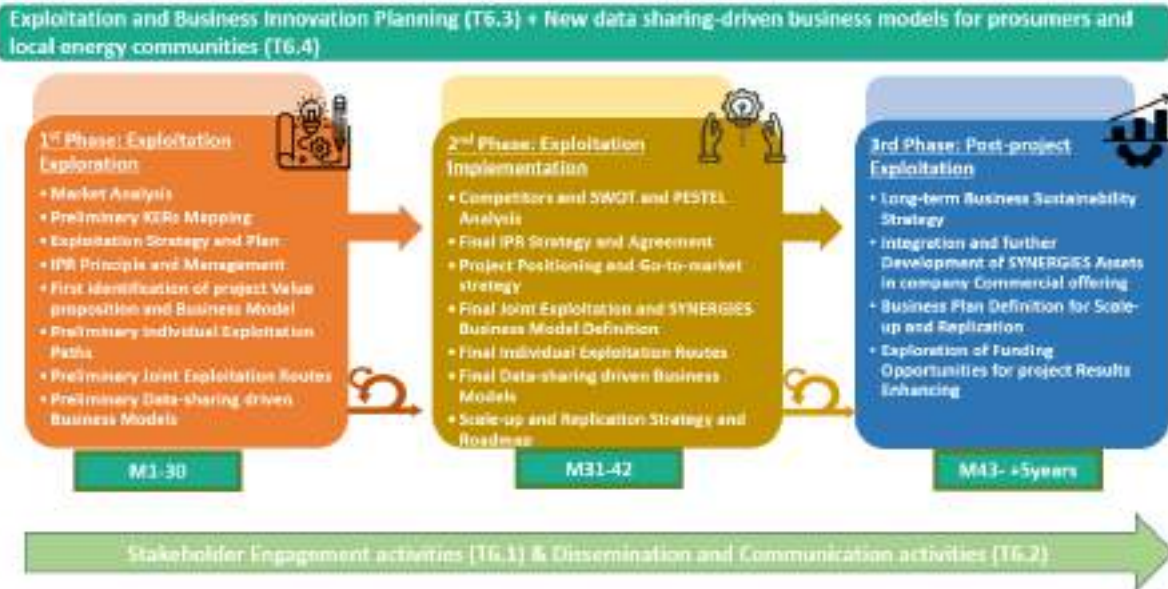 Exploitation and Business Innovation Planning (T6.3) + New data sharing-driven business models for prosumers and
local energy communities (T6.4)
1st Phase: Exploitation
Exploration
• Market Analysis
• Preliminary KERs Mapping
• Exploitation Strategy and Plan
• IPR Principle and Management
• First identification of project Value
proposition and Business Model
• Preliminary Individual Exploitation
Paths
• Preliminary Joint Exploitation Routes
• Preliminary Data-sharing driven
Business Models
M1-30
2nd Phase: Exploitation
Implementation
• Competitors and SWOT and PESTEL
Analysis
• Final IPR Strategy and Agreement
• Project Positioning and Go-to-market
strategy
• Final Joint Exploitation and SYNERGIES
Business Model Definition
• Final Individual Exploitation Routes
• Final Data-sharing driven Business
Models
• Scale-up and Replication Strategy and
Roadmap
M31-42
3rd Phase: Post-project
Exploitation
• Long-term Business Sustainability
Strategy
• Integration and further
Development of SYNERGIES Assets
in company Commercial offering
• Business Plan Definition for Scale-
up and Replication
• Exploration of Funding
Opportunities for project Results
Enhancing
M43- +5years
Stakeholder Engagement activities (T6.1) & Dissemination and Communication activities (T6.2)